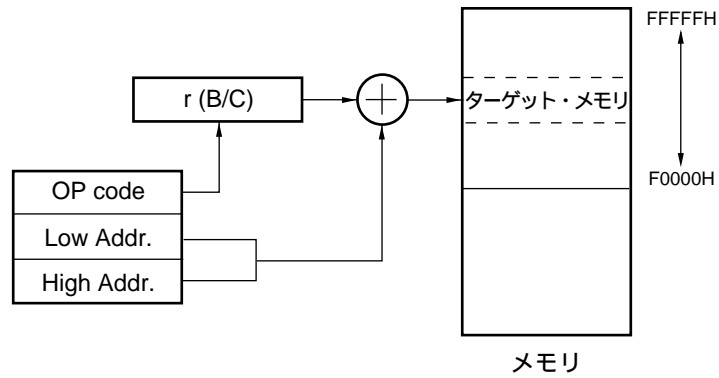 FFFFFH
r (B/C)
ターゲット・メモリ
OP code
F0000H
Low Addr.
High Addr.
メモリ